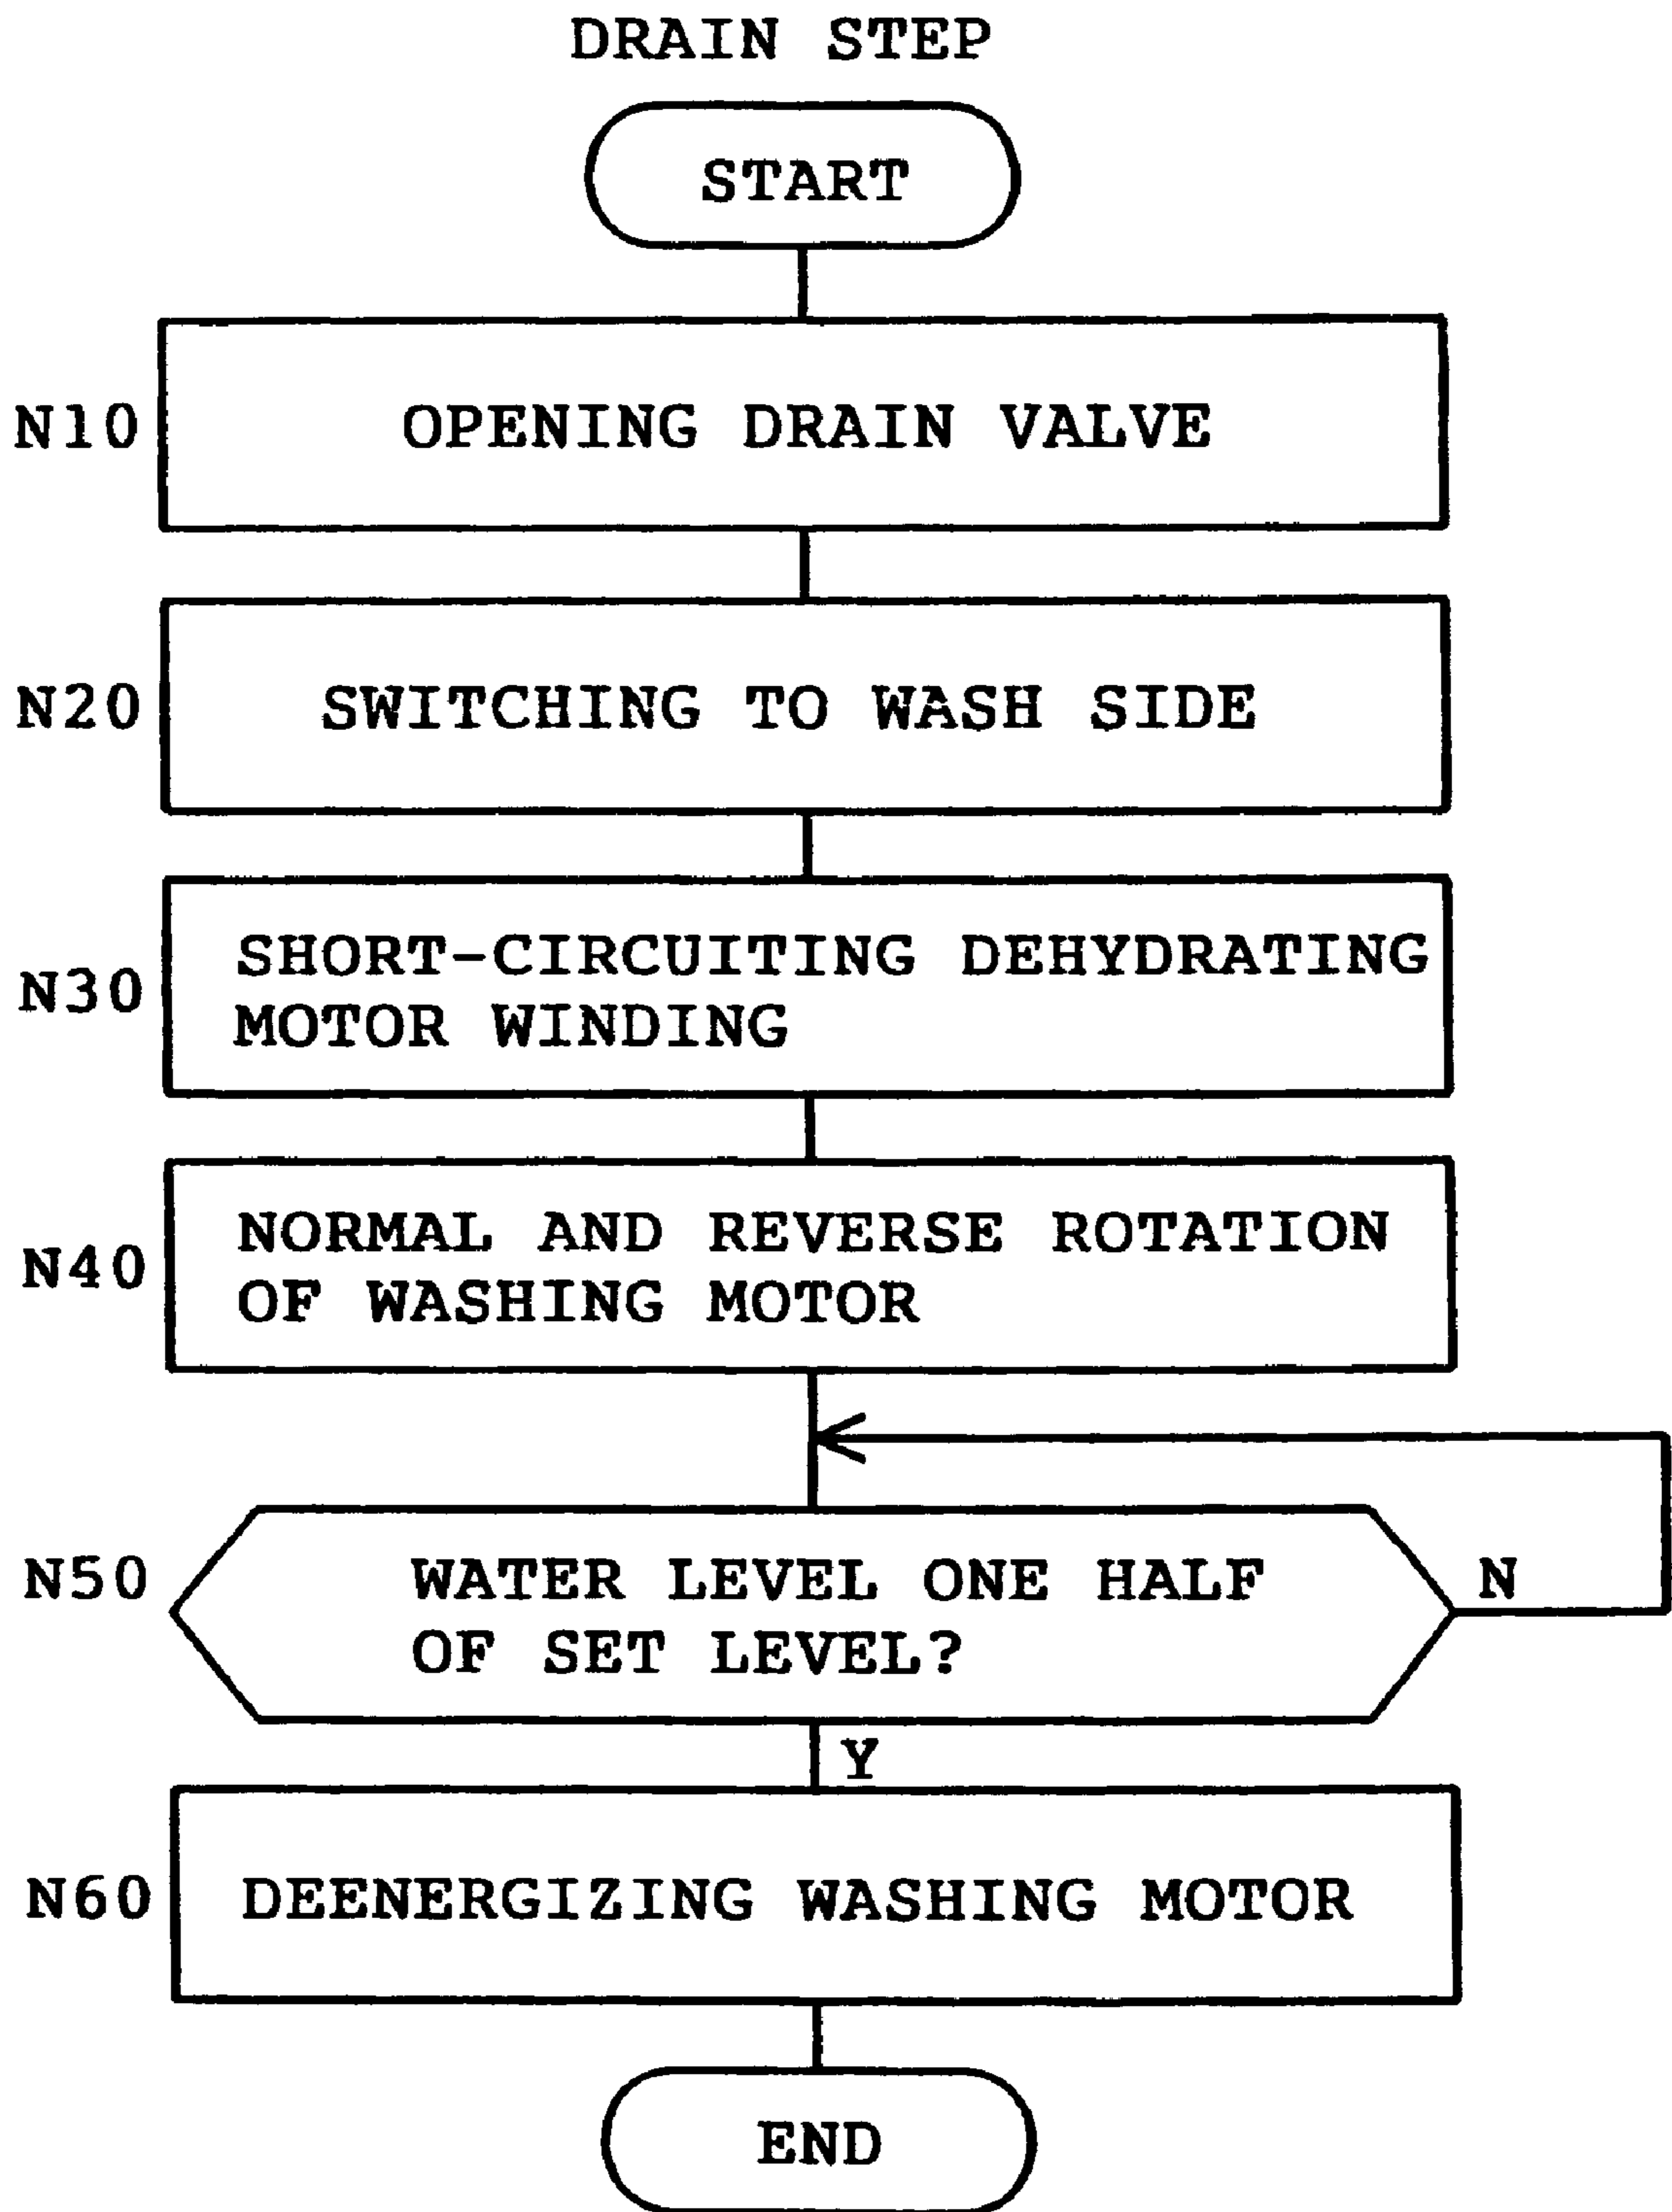 DRAIN STEP
START
N10
OPENING DRAIN VALVE
N20
SWITCHING TO WASH SIDE
N30
SHORT-CIRCUITING DEHYDRATING
MOTOR WINDING
N40
NORMAL AND REVERSE ROTATION
OF WASHING MOTOR
N50
WATER LEVEL ONE HALF
OF SET LEVEL?
N
Y
N60
DEENERGIZING WASHING MOTOR
END